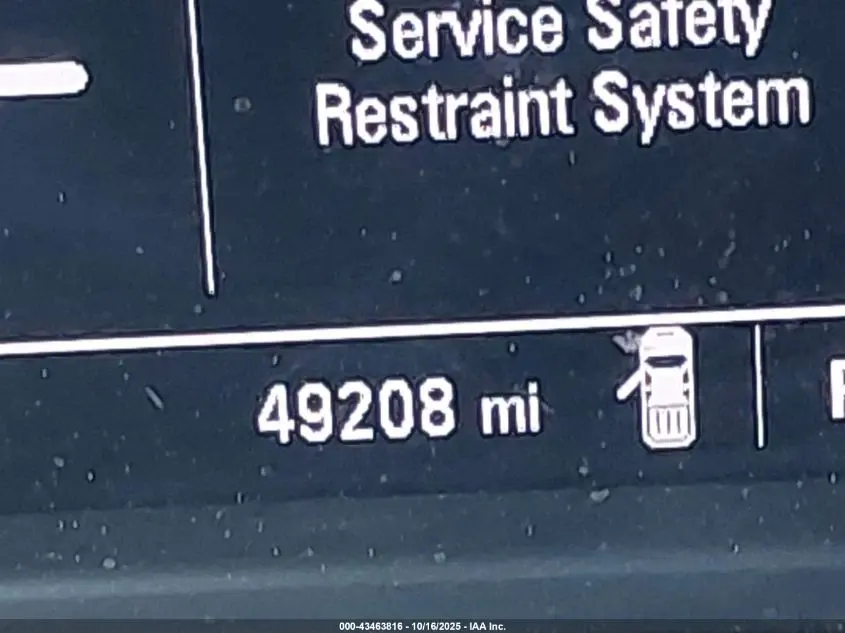 Service Safety
Restraint System
49208 mi
000-43463816 - 10/16/2025 - IAA Inc.